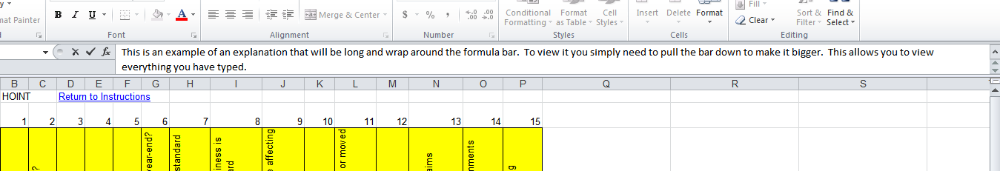 mat Painter
B I U A
Merge & Center
$ % , .00
Conditional Formatting
Format as Table
Cell Styles
Insert Delete Format
Fill
Clear
Sort & Filter
Find & Select
Font Alignment Number Styles Cells Editing
fx This is an example of an explanation that will be long and wrap around the formula bar. To view it you simply need to pull the bar down to make it bigger. This allows you to view
everything you have typed.
B C D E F G H I J K L M N O P Q R S
HOINT Return to Instructions
1 2 3 4 5 6 7 8 9 10 11 12 13 14 15
?
year-end?
standard
iness is
ard
affecting
or moved
aims
nments
g